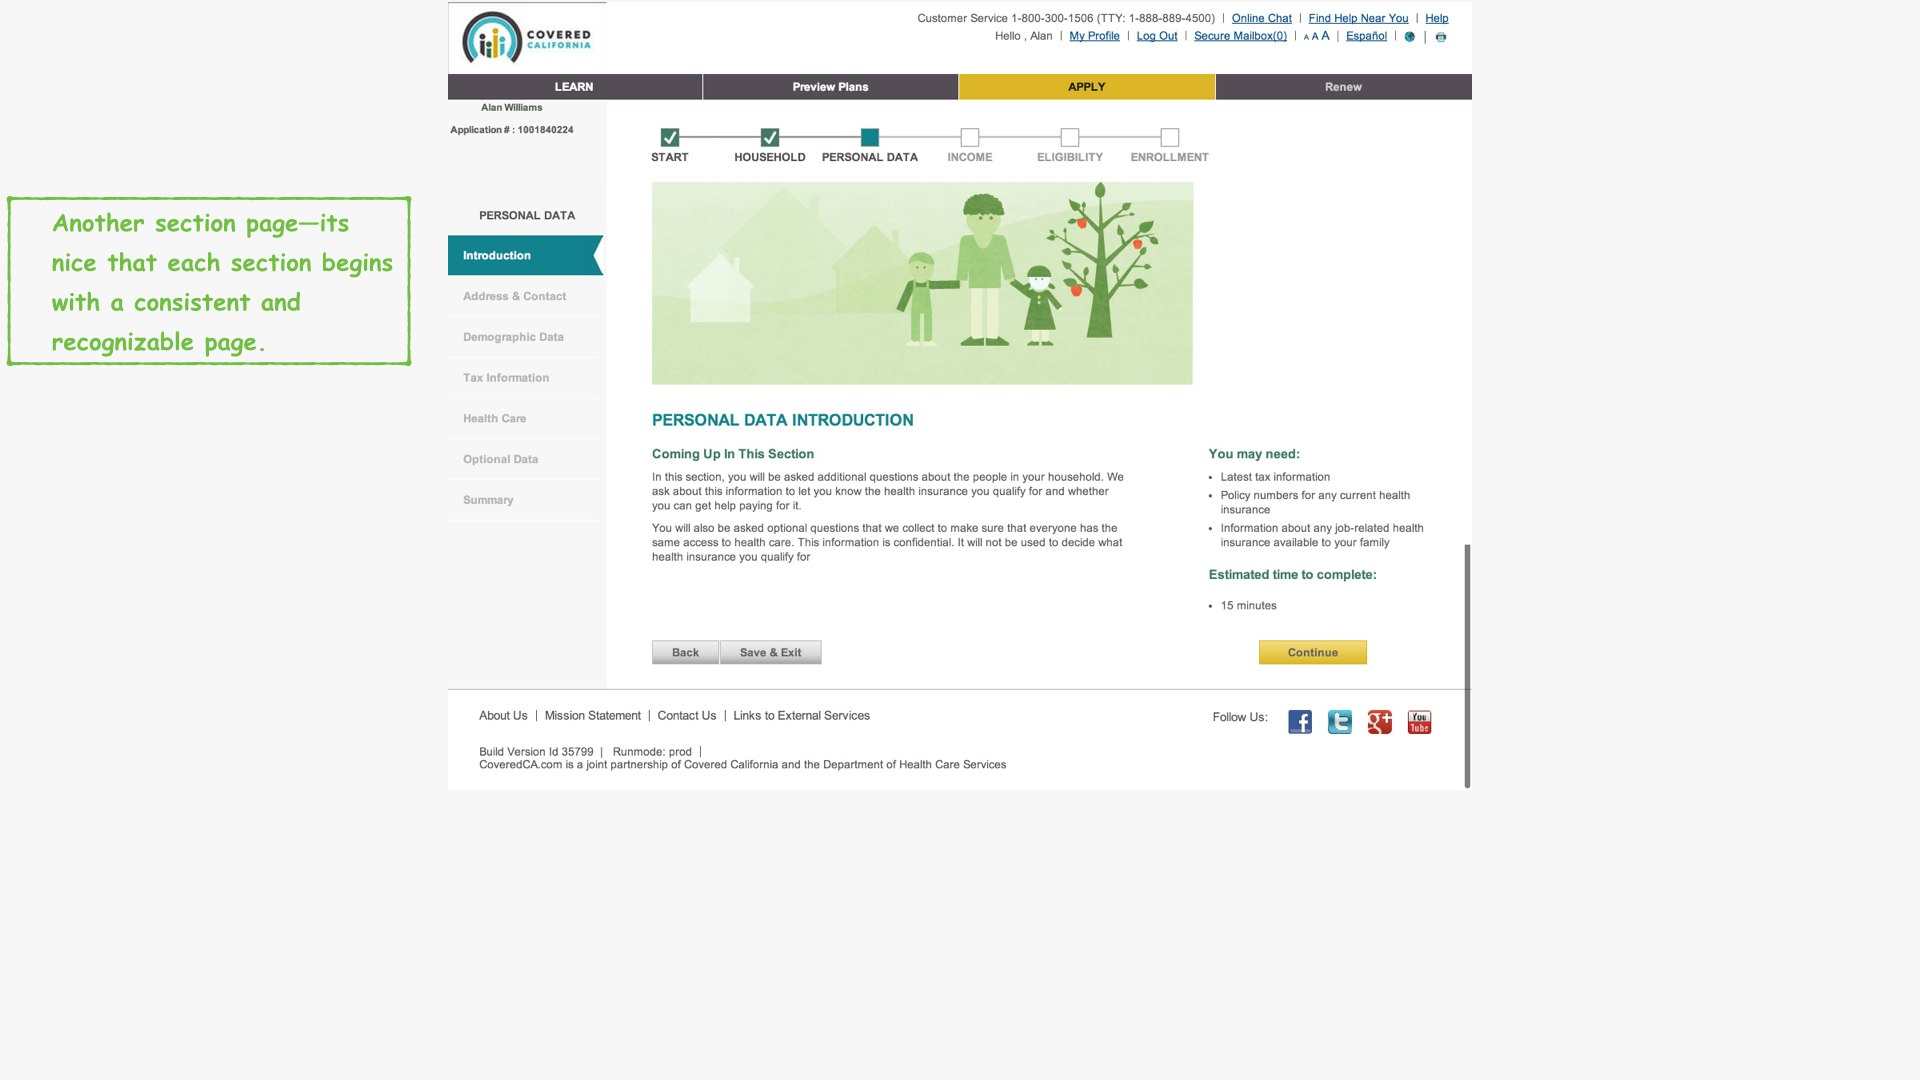 COVERED
CALIFORNIA
Customer Service 1-800-300-1506 (TTY: 1-888-889-4500) | Online Chat | Find Help Near You | Help
Hello , Alan | My Profile | Log Out | Secure Mailbox(0) | A A A | Español | |
LEARN
Preview Plans
APPLY
Renew
Alan Williams
Application # : 1001840224
START
HOUSEHOLD
PERSONAL DATA
INCOME
ELIGIBILITY
ENROLLMENT
Another section page—its
nice that each section begins
with a consistent and
recognizable page.
PERSONAL DATA
Introduction
Address & Contact
Demographic Data
Tax Information
Health Care
Optional Data
Summary
PERSONAL DATA INTRODUCTION
Coming Up In This Section
In this section, you will be asked additional questions about the people in your household. We
ask about this information to let you know the health insurance you qualify for and whether
you can get help paying for it.
You will also be asked optional questions that we collect to make sure that everyone has the
same access to health care. This information is confidential. It will not be used to decide what
health insurance you qualify for
You may need:
• Latest tax information
• Policy numbers for any current health
insurance
• Information about any job-related health
insurance available to your family
Estimated time to complete:
• 15 minutes
Back
Save & Exit
Continue
About Us | Mission Statement | Contact Us | Links to External Services
Follow Us:
f
t
g+
You
Tube
Build Version Id 35799 | Runmode: prod |
CoveredCA.com is a joint partnership of Covered California and the Department of Health Care Services